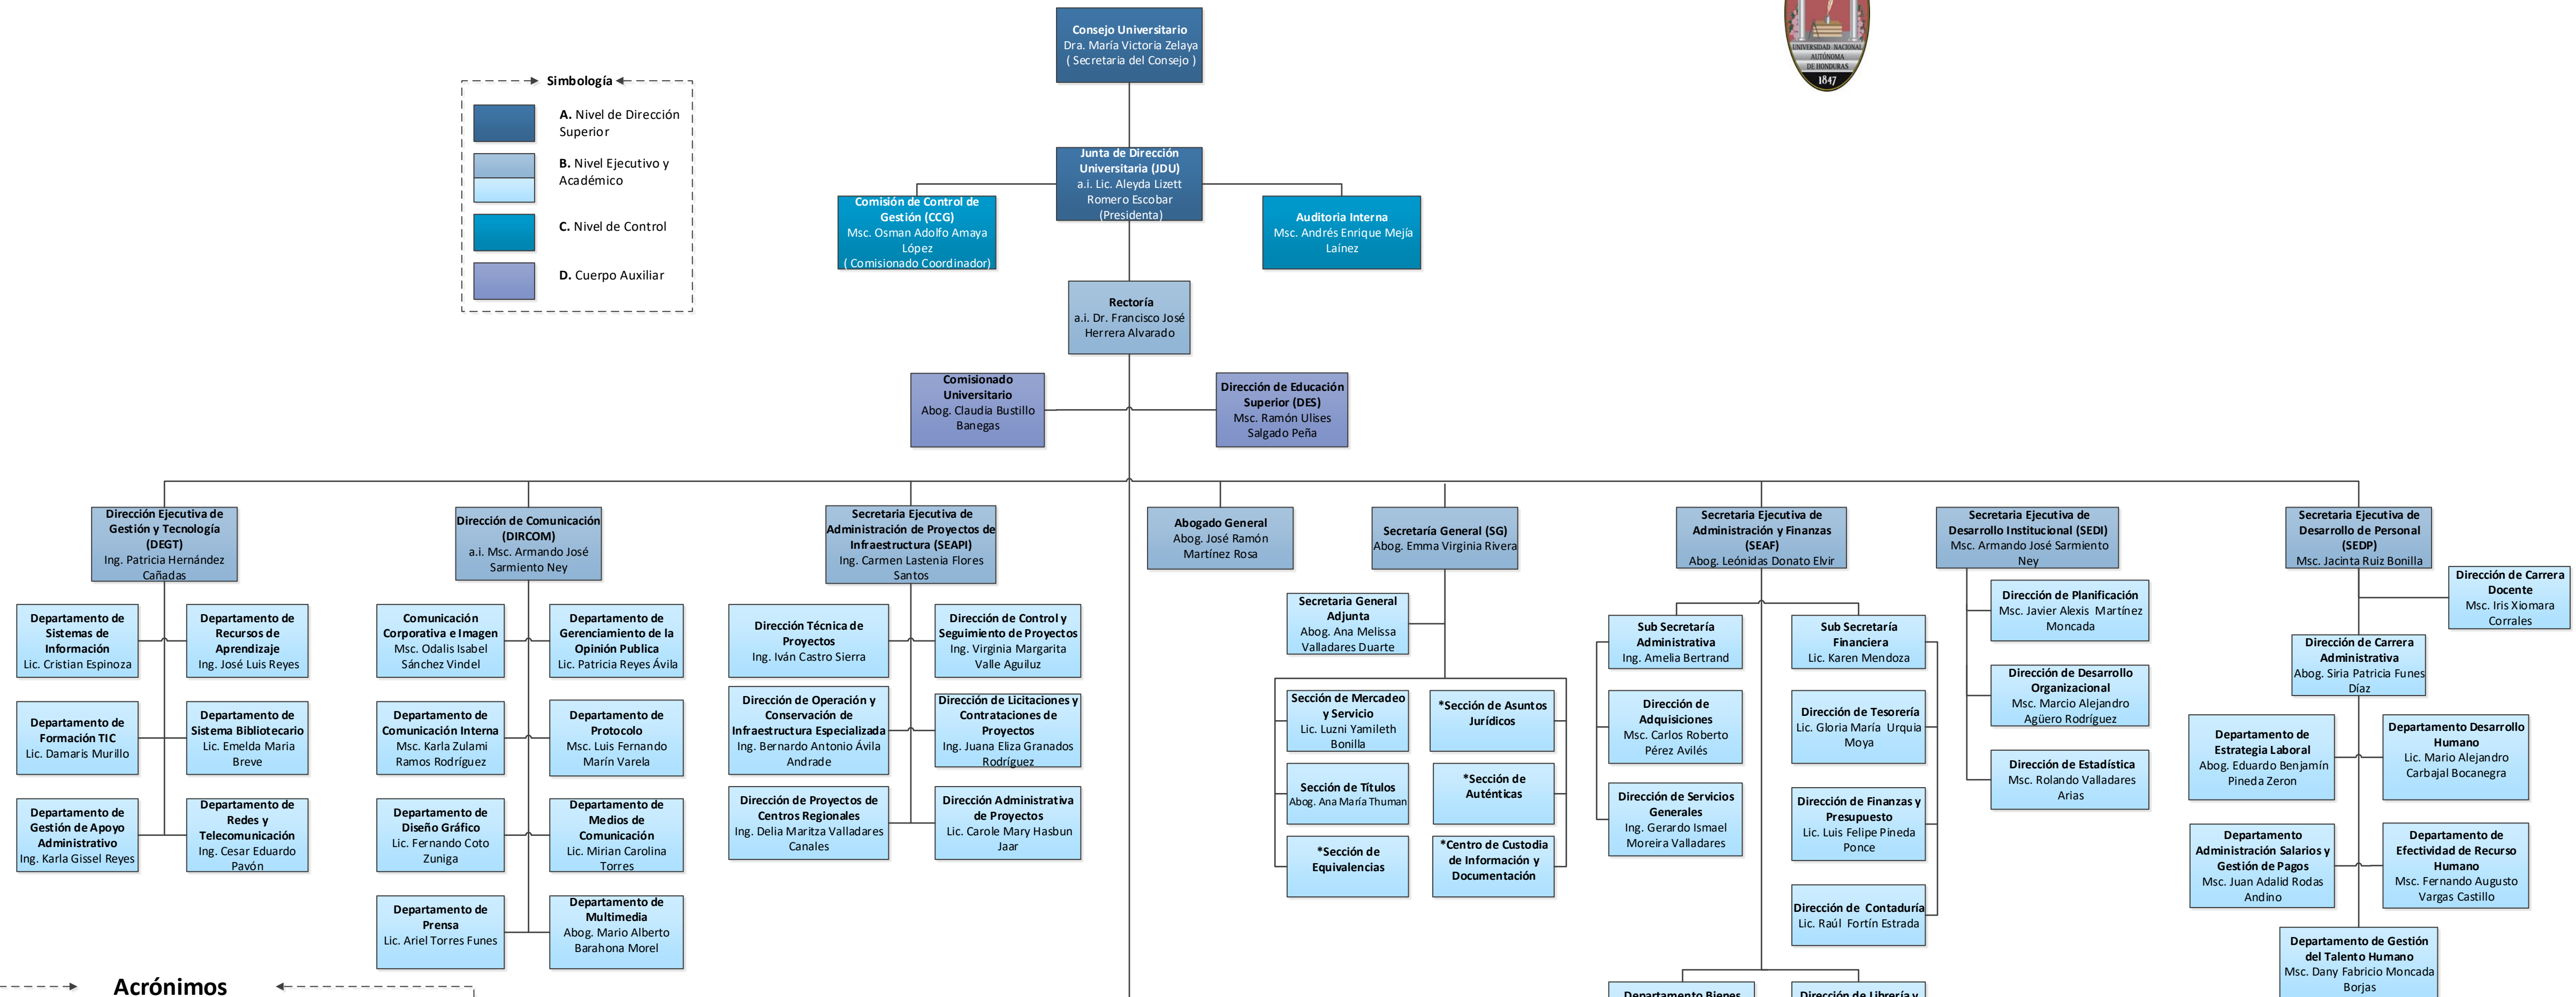 Consejo Universitario
Dra. María Victoria Zelaya
( Secretaria del Consejo )
UNIVERSIDAD NACIONAL
AUTÓNOMA
DE HONDURAS
1847
Simbología
A. Nivel de Dirección
Superior
B. Nivel Ejecutivo y
Académico
C. Nivel de Control
D. Cuerpo Auxiliar
Junta de Dirección
Universitaria (JDU)
a.i. Lic. Aleyda Lizett
Romero Escobar
(Presidenta)
Comisión de Control de
Gestión (CCG)
Msc. Osman Adolfo Amaya
López
( Comisionado Coordinador)
Auditoria Interna
Msc. Andrés Enrique Mejía
Laínez
Rectoría
a.i. Dr. Francisco José
Herrera Alvarado
Comisionado
Universitario
Abog. Claudia Bustillo
Banegas
Dirección de Educación
Superior (DES)
Msc. Ramón Ulises
Salgado Peña
Dirección Ejecutiva de
Gestión y Tecnología
(DEGT)
Ing. Patricia Hernández
Cañadas
Dirección de Comunicación
(DIRCOM)
a.i. Msc. Armando José
Sarmiento Ney
Secretaria Ejecutiva de
Administración de Proyectos de
Infraestructura (SEAPI)
Ing. Carmen Lastenia Flores
Santos
Abogado General
Abog. José Ramón
Martínez Rosa
Secretaría General (SG)
Abog. Emma Virginia Rivera
Secretaria Ejecutiva de
Administración y Finanzas
(SEAF)
Abog. Leónidas Donato Elvir
Secretaria Ejecutiva de
Desarrollo Institucional (SEDI)
Msc. Armando José Sarmiento
Ney
Secretaria Ejecutiva de
Desarrollo de Personal
(SEDP)
Msc. Jacinta Ruiz Bonilla
Departamento de
Sistemas de
Información
Lic. Cristian Espinoza
Departamento de
Recursos de
Aprendizaje
Ing. José Luis Reyes
Departamento de
Formación TIC
Lic. Damaris Murillo
Departamento de
Sistema Bibliotecario
Lic. Emelda Maria
Breve
Departamento de
Gestión de Apoyo
Administrativo
Ing. Karla Gissel Reyes
Departamento de
Redes y
Telecomunicación
Ing. Cesar Eduardo
Pavón
Comunicación
Corporativa e Imagen
Msc. Odalis Isabel
Sánchez Vindel
Departamento de
Gerenciamiento de la
Opinión Publica
Lic. Patricia Reyes Ávila
Departamento de
Comunicación Interna
Msc. Karla Zulami
Ramos Rodríguez
Departamento de
Protocolo
Msc. Luis Fernando
Marín Varela
Departamento de
Diseño Gráfico
Lic. Fernando Coto
Zuniga
Departamento de
Medios de
Comunicación
Lic. Mirian Carolina
Torres
Departamento de
Prensa
Lic. Ariel Torres Funes
Departamento de
Multimedia
Abog. Mario Alberto
Barahona Morel
Dirección Técnica de
Proyectos
Ing. Iván Castro Sierra
Dirección de Control y
Seguimiento de Proyectos
Ing. Virginia Margarita
Valle Aguiluz
Dirección de Operación y
Conservación de
Infraestructura Especializada
Ing. Bernardo Antonio Ávila
Andrade
Dirección de Licitaciones y
Contrataciones de
Proyectos
Ing. Juana Eliza Granados
Rodríguez
Dirección de Proyectos de
Centros Regionales
Ing. Delia Maritza Valladares
Canales
Dirección Administrativa
de Proyectos
Lic. Carole Mary Hasbun
Jaar
Secretaria General
Adjunta
Abog. Ana Melissa
Valladares Duarte
Sección de Mercadeo
y Servicio
Lic. Luzni Yamileth
Bonilla
*Sección de Asuntos
Jurídicos
Sección de Títulos
Abog. Ana María Thuman
*Sección de
Auténticas
*Sección de
Equivalencias
*Centro de Custodia
de Información y
Documentación
Sub Secretaría
Administrativa
Ing. Amelia Bertrand
Sub Secretaría
Financiera
Lic. Karen Mendoza
Dirección de
Adquisiciones
Msc. Carlos Roberto
Pérez Avilés
Dirección de Tesorería
Lic. Gloria María Urquia
Moya
Dirección de Servicios
Generales
Ing. Gerardo Ismael
Moreira Valladares
Dirección de Finanzas y
Presupuesto
Lic. Luis Felipe Pineda
Ponce
Dirección de Contaduría
Lic. Raúl Fortín Estrada
Departamento Bienes
Dirección de Librería y
Dirección de Planificación
Msc. Javier Alexis Martínez
Moncada
Dirección de Desarrollo
Organizacional
Msc. Marcio Alejandro
Agüero Rodríguez
Dirección de Estadística
Msc. Rolando Valladares
Arias
Dirección de Carrera
Docente
Msc. Iris Xiomara
Corrales
Dirección de Carrera
Administrativa
Abog. Siria Patricia Funes
Díaz
Departamento de
Estrategia Laboral
Abog. Eduardo Benjamín
Pineda Zeron
Departamento Desarrollo
Humano
Lic. Mario Alejandro
Carbajal Bocanegra
Departamento
Administración Salarios y
Gestión de Pagos
Msc. Juan Adalid Rodas
Andino
Departamento de
Efectividad de Recurso
Humano
Msc. Fernando Augusto
Vargas Castillo
Departamento de Gestión
del Talento Humano
Msc. Dany Fabricio Moncada
Borjas
Acrónimos